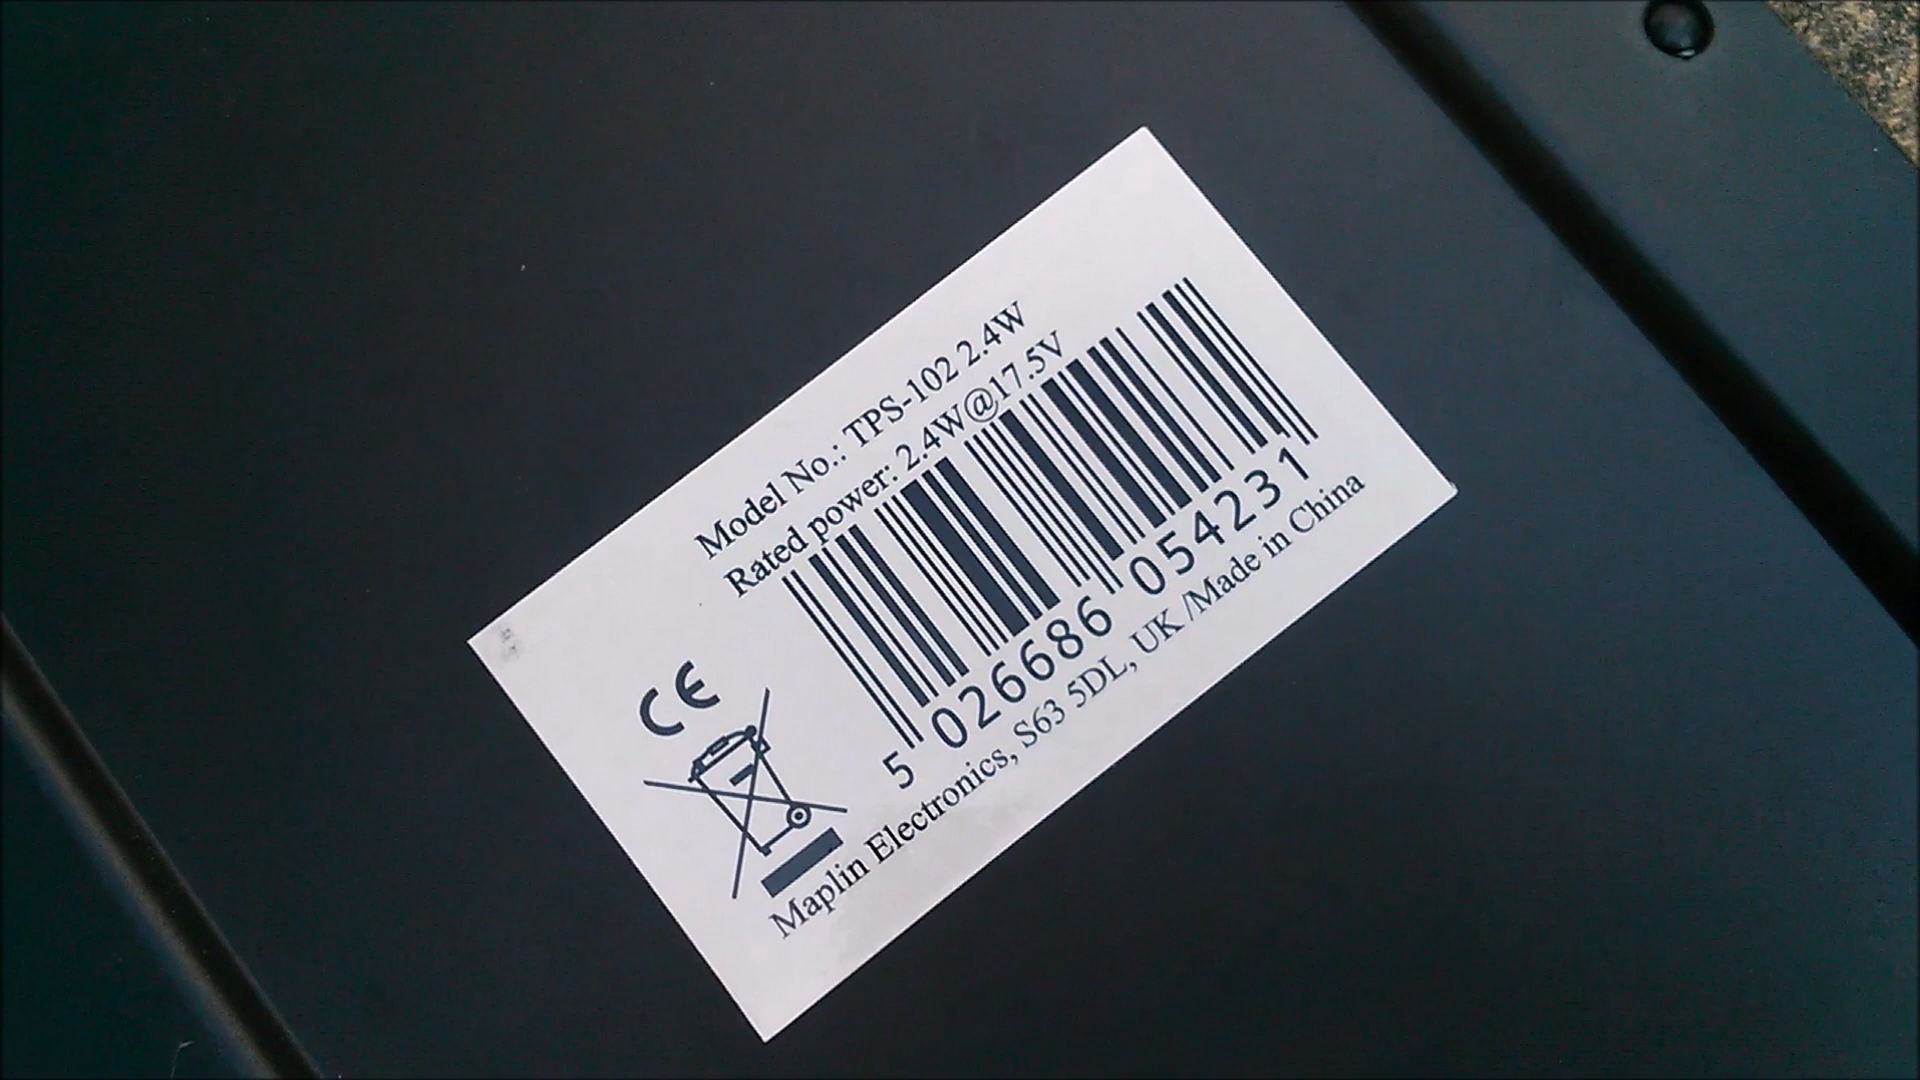 Model No.: TPS-102 2.4W
Rated power: 2.4W@17.5V
5 026686 054231
CE
Maplin Electronics, S63 5DL, UK /Made in China